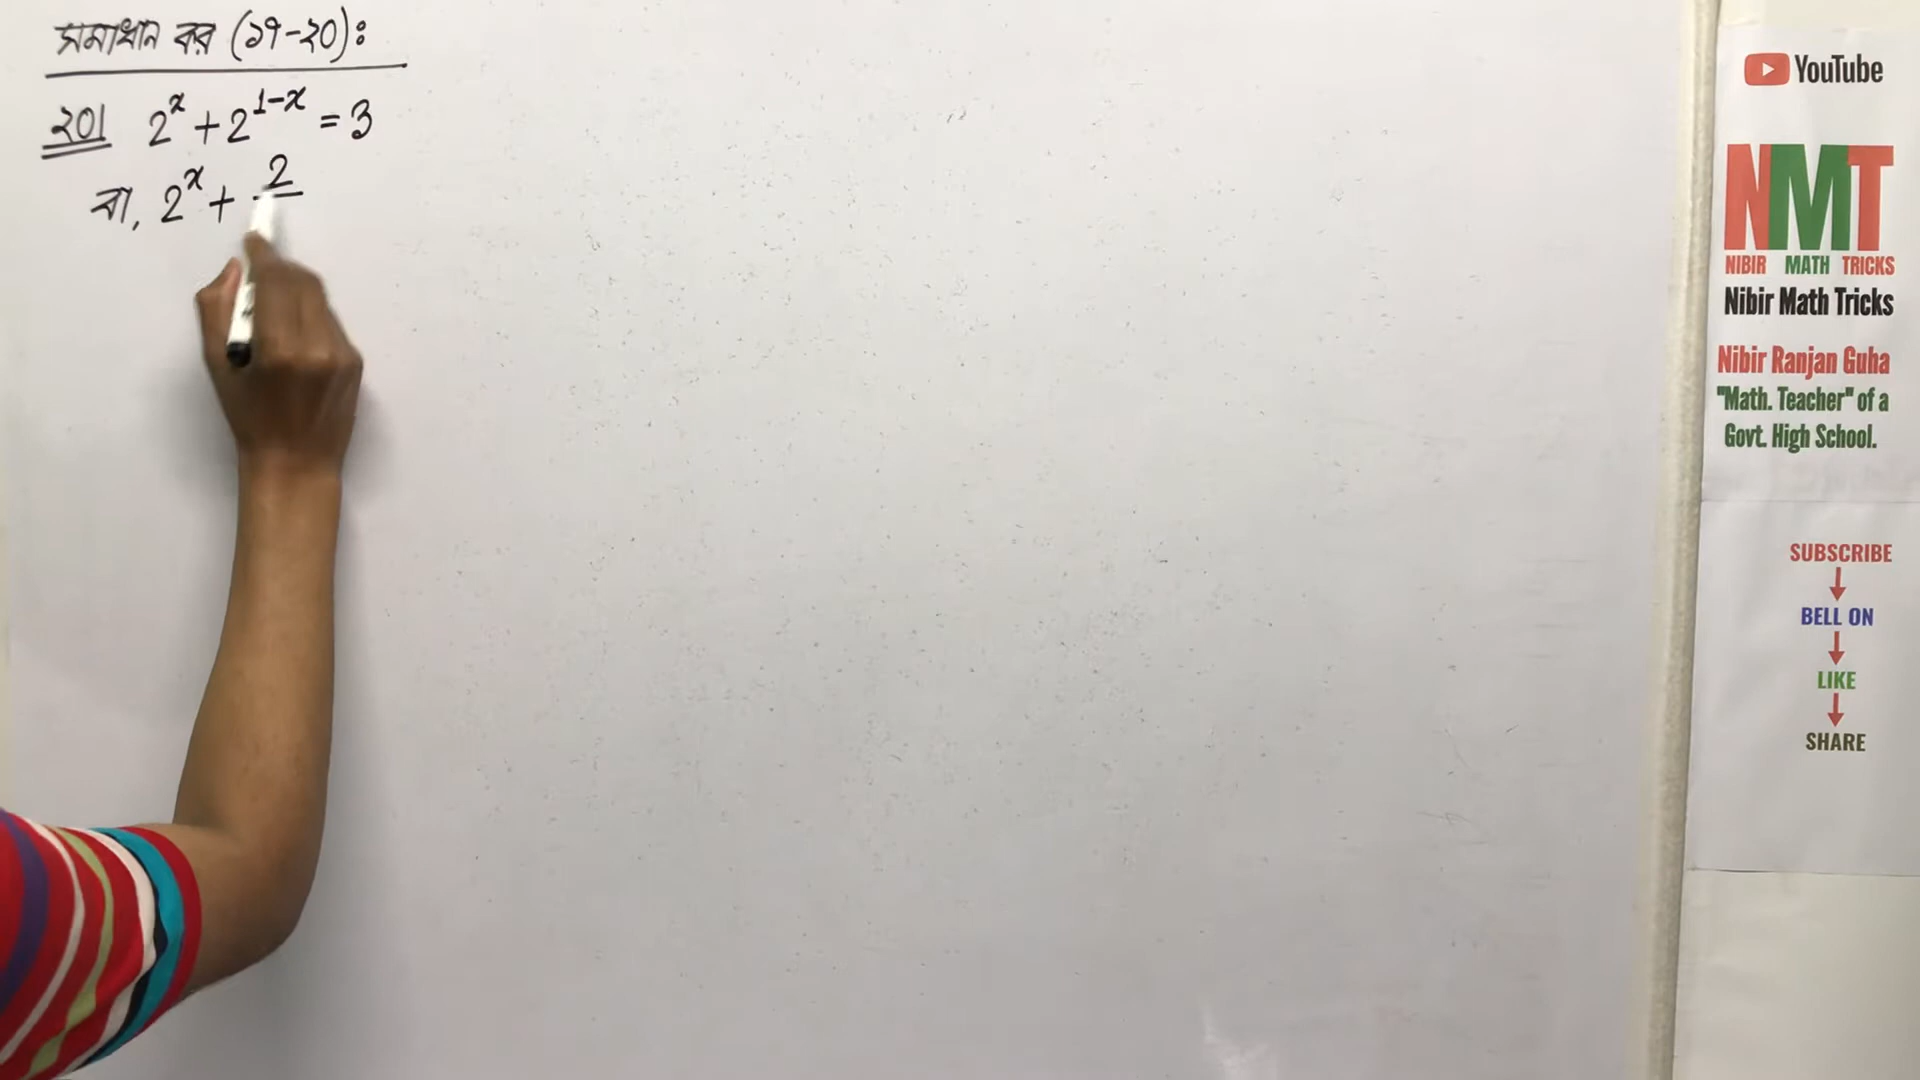 সমাধান কর (১৭-২০):
২০। 2^x + 2^{1-x} = 3
বা, 2^x + 2
YouTube
NMT
NIBIR MATH TRICKS
Nibir Math Tricks
Nibir Ranjan Guha
"Math. Teacher" of a
Govt. High School.
SUBSCRIBE
↓
BELL ON
↓
LIKE
↓
SHARE